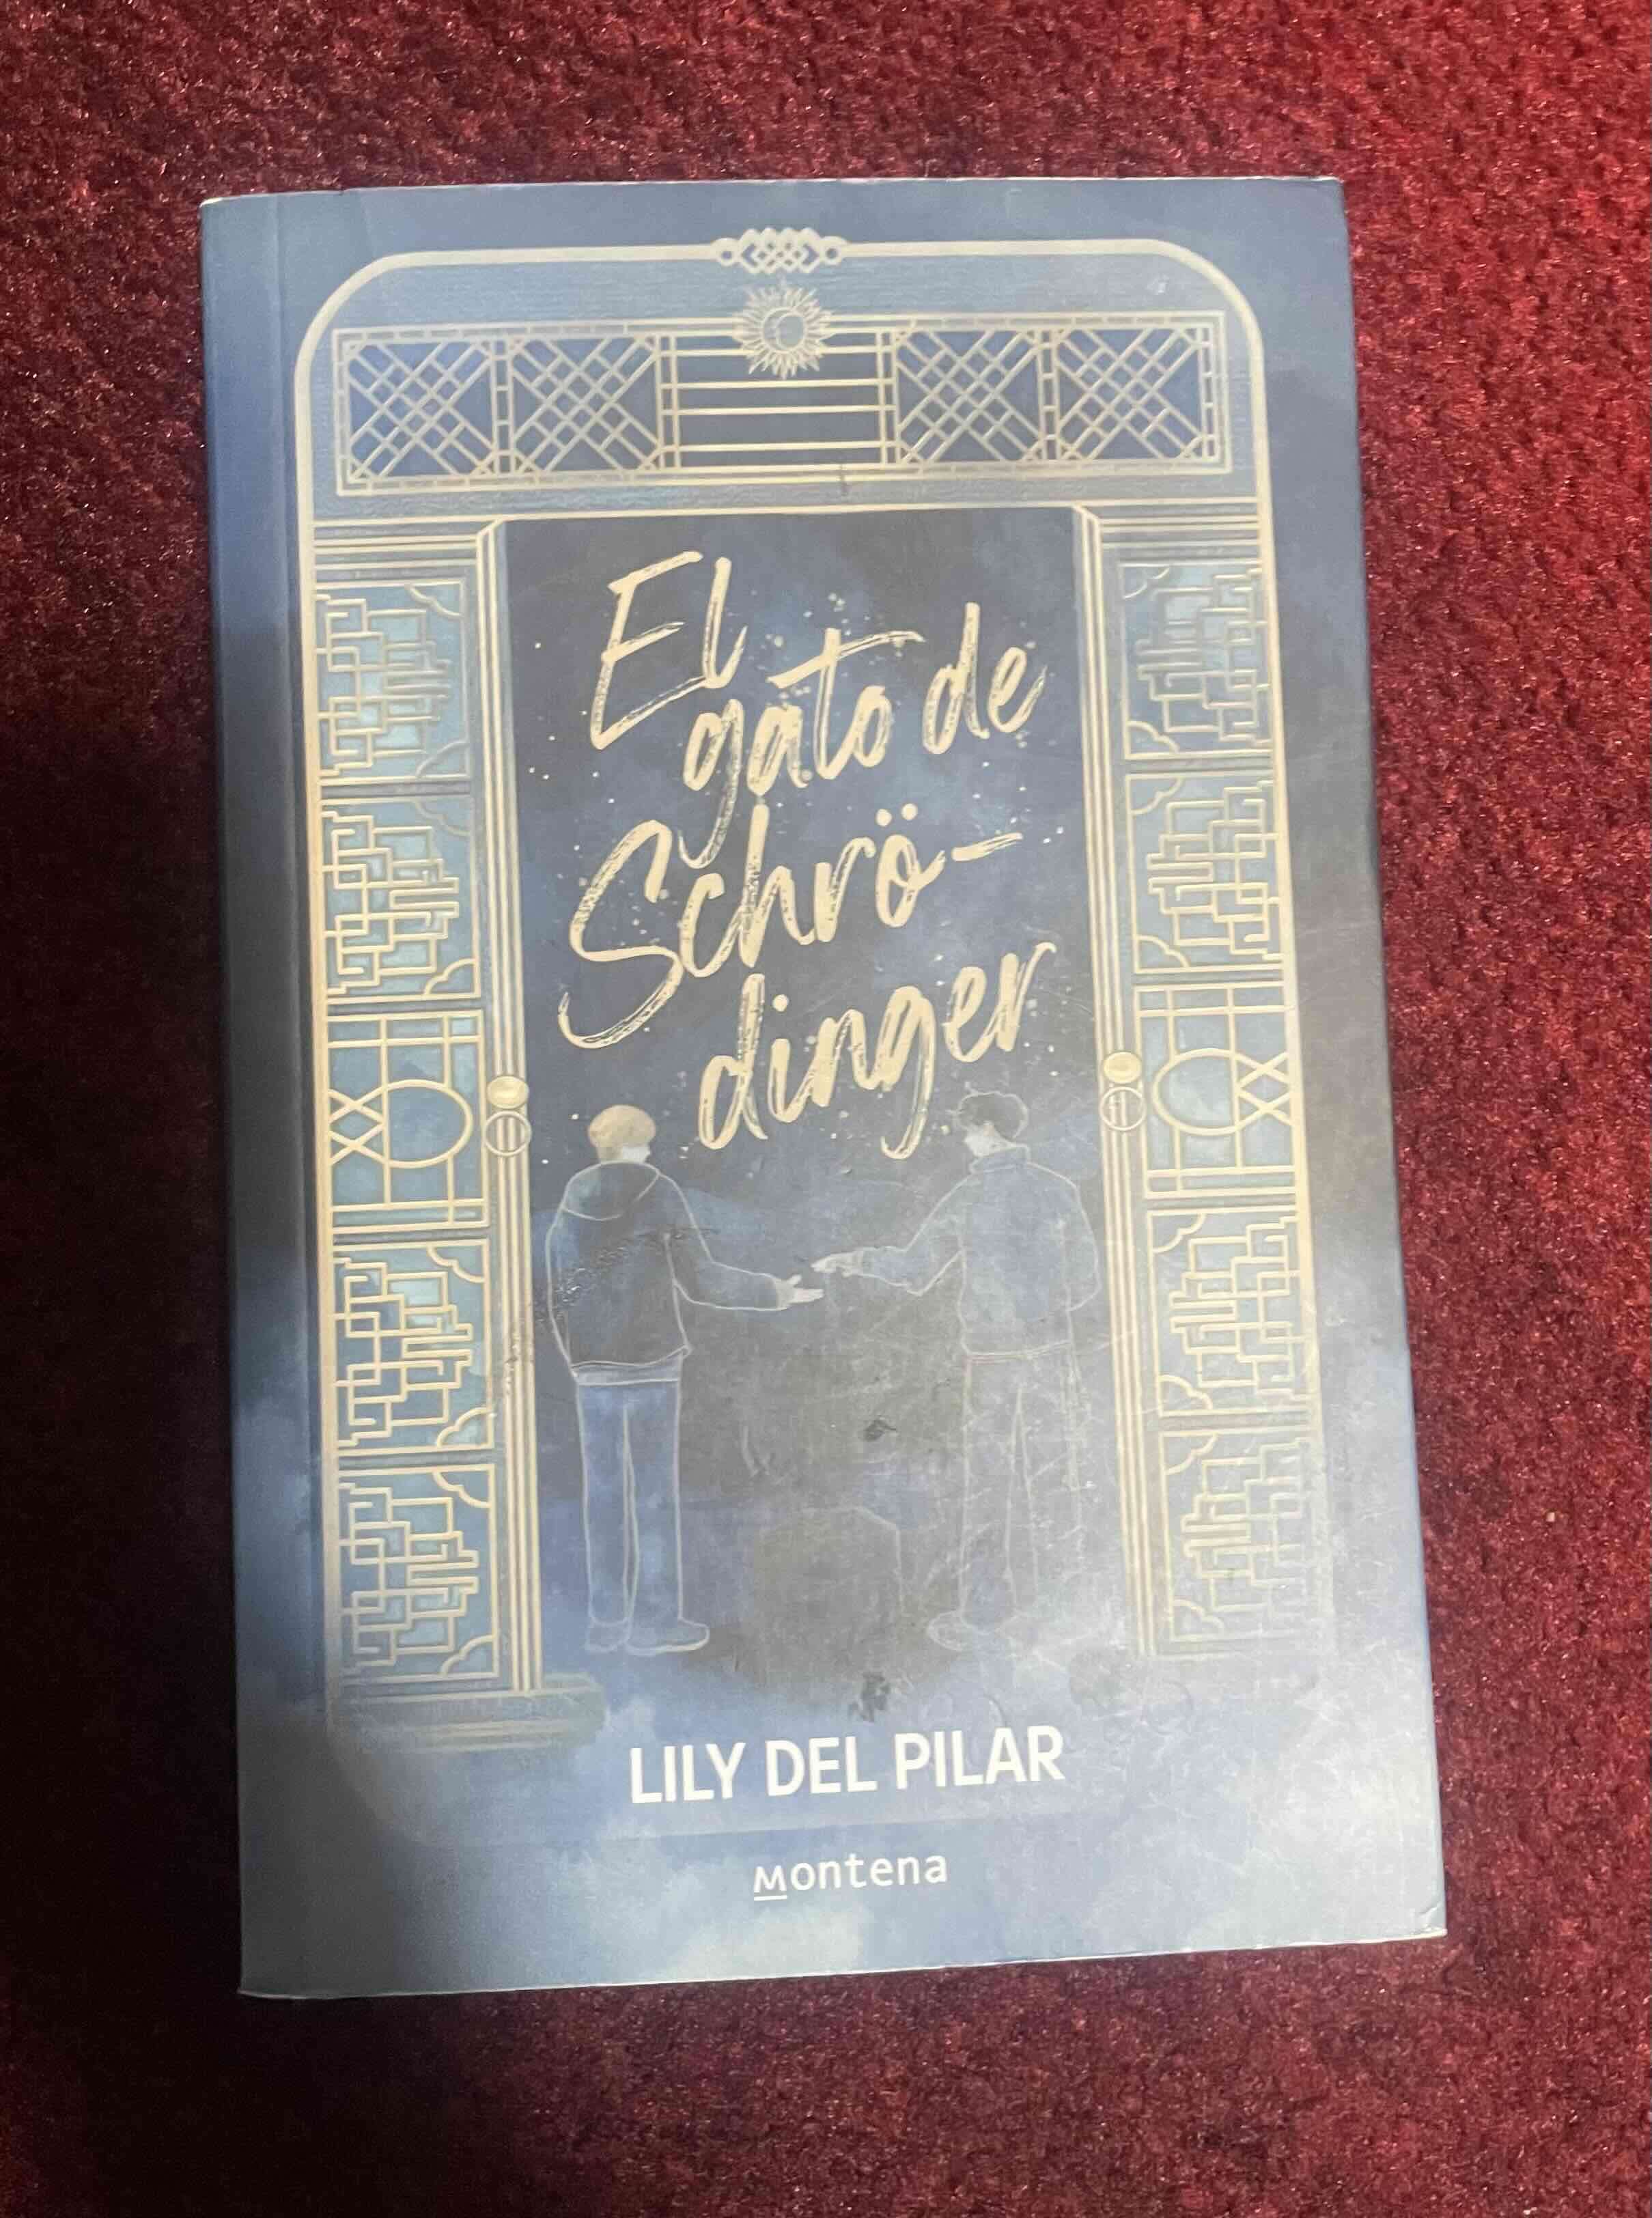 El
gato de
Schrö-
dinger
LILY DEL PILAR
Montena